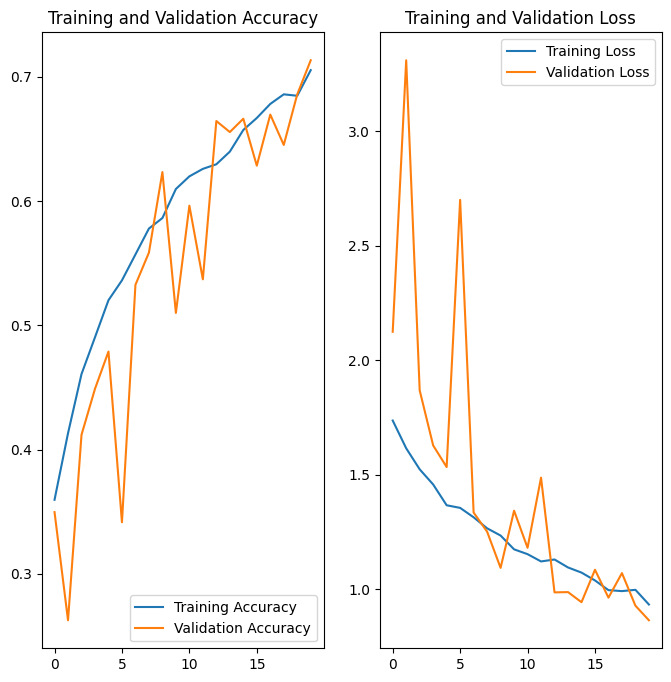 Training and Validation Accuracy
0.7
0.6
0.5
0.4
0.3
0 5 10 15
Training Accuracy
Validation Accuracy
Training and Validation Loss
3.0
2.5
2.0
1.5
1.0
0 5 10 15
Training Loss
Validation Loss